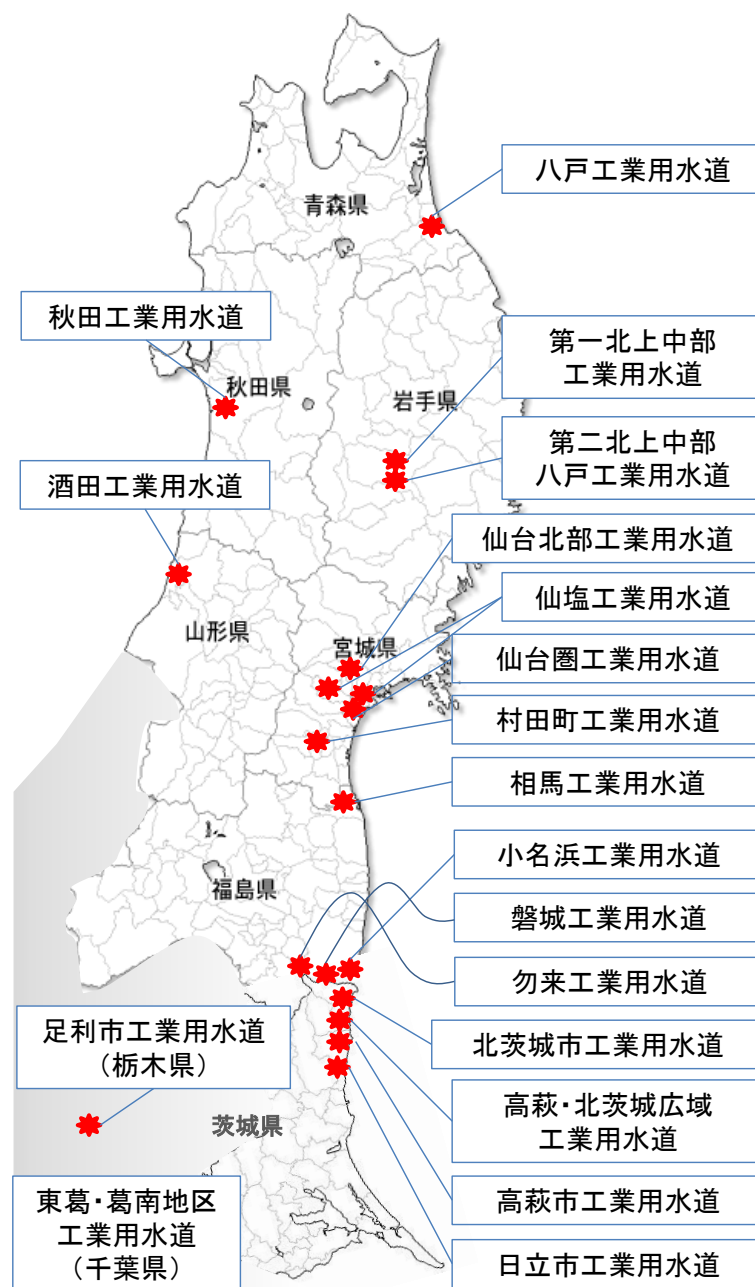 八戸工業用水道
青森県
秋田工業用水道
第一北上中部
工業用水道
秋田県
岩手県
第二北上中部
八戸工業用水道
酒田工業用水道
仙台北部工業用水道
仙塩工業用水道
山形県
宮城県
仙台圏工業用水道
村田町工業用水道
相馬工業用水道
小名浜工業用水道
福島県
磐城工業用水道
勿来工業用水道
足利市工業用水道
（栃木県）
北茨城市工業用水道
茨城県
高萩・北茨城広域
工業用水道
東葛・葛南地区
工業用水道
（千葉県）
高萩市工業用水道
日立市工業用水道